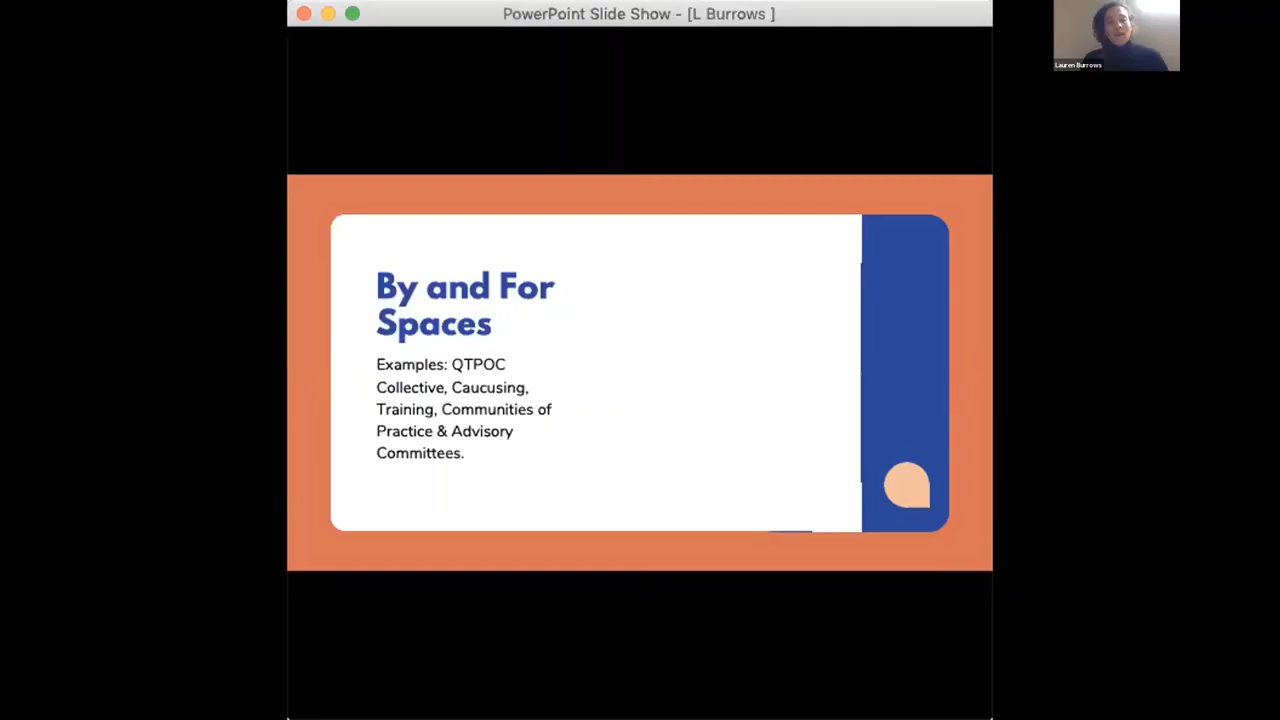 PowerPoint Slide Show - [L Burrows ]
Lauren Burrows
By and For
Spaces
Examples: QTPOC
Collective, Caucusing,
Training, Communities of
Practice & Advisory
Committees.